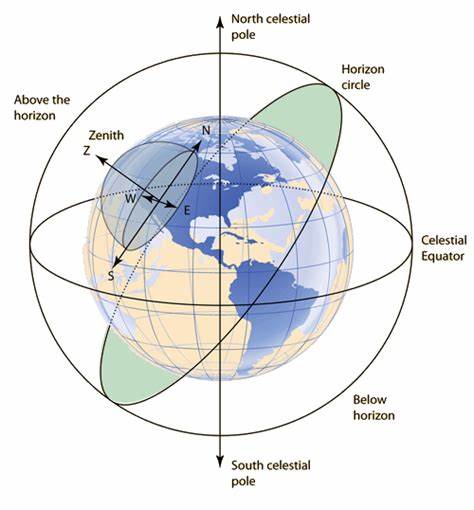 North celestial
pole
Horizon
circle
Above the
horizon
Zenith
Z
N
W
E
S
Celestial
Equator
Below
horizon
South celestial
pole